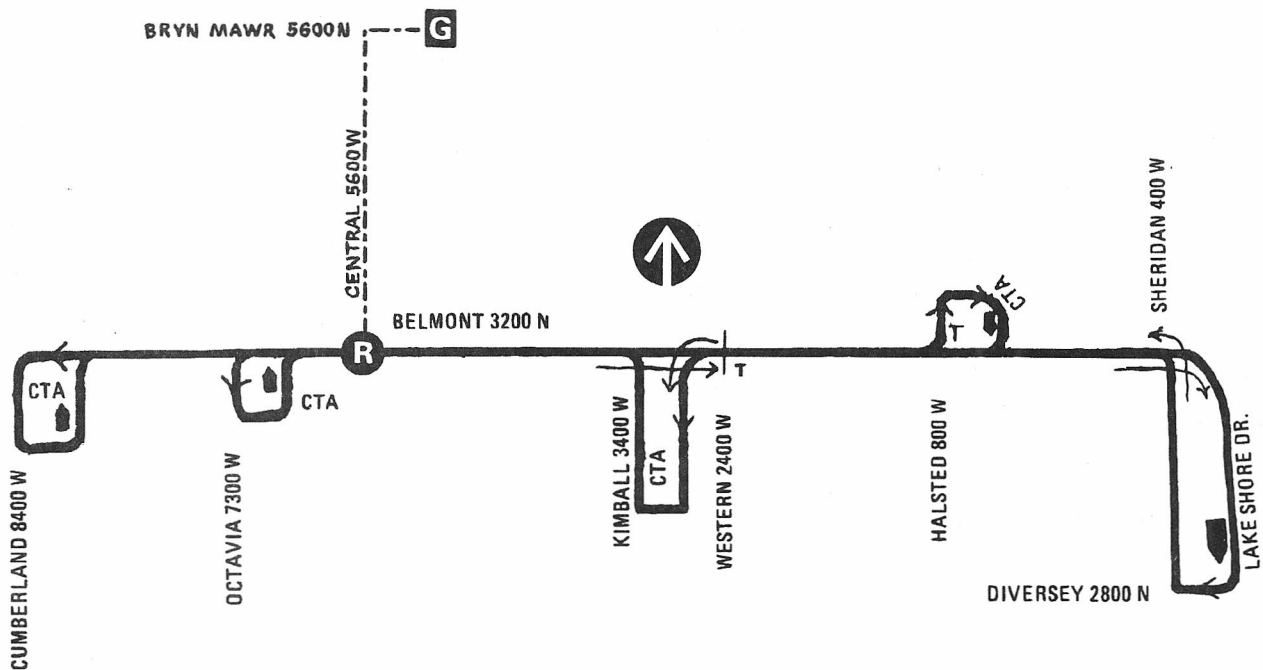 BRYN MAWR 5600N
G
CENTRAL 5600W
SHERIDAN 400 W
CTA
BELMONT 3200 N
R
T
T
CTA
CTA
CTA
KIMBALL 3400 W
WESTERN 2400 W
HALSTED 800 W
LAKE SHORE DR.
OCTAVIA 7300 W
CUMBERLAND 8400 W
DIVERSEY 2800 N